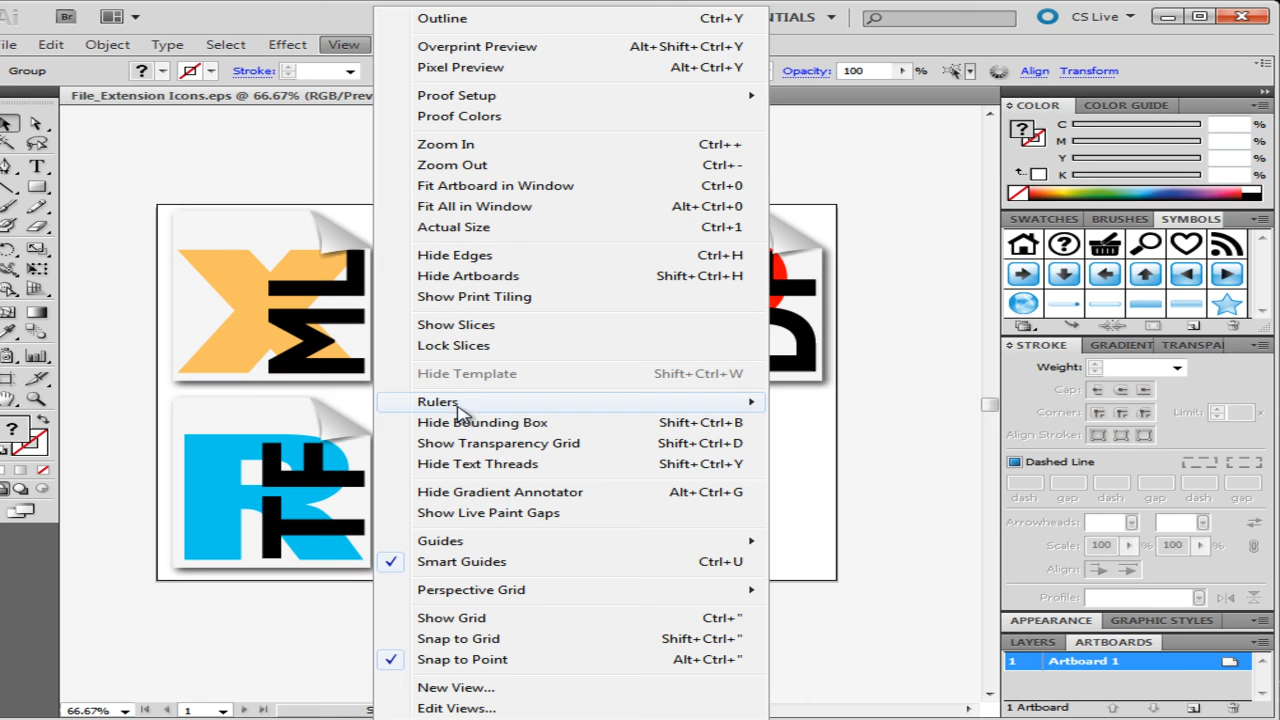 Ai Br NTIALS CS Live
ile Edit Object Type Select Effect View
Group ? Stroke: Opacity: 100 % Align Transform
File_Extension Icons.eps @ 66.67% (RGB/Prev
Outline Ctrl+Y
Overprint Preview Alt+Shift+Ctrl+Y
Pixel Preview Alt+Ctrl+Y
Proof Setup
Proof Colors
Zoom In Ctrl++
Zoom Out Ctrl+-
Fit Artboard in Window Ctrl+0
Fit All in Window Alt+Ctrl+0
Actual Size Ctrl+1
Hide Edges Ctrl+H
Hide Artboards Shift+Ctrl+H
Show Print Tiling
Show Slices
Lock Slices
Hide Template Shift+Ctrl+W
Rulers
Hide Bounding Box Shift+Ctrl+B
Show Transparency Grid Shift+Ctrl+D
Hide Text Threads Shift+Ctrl+Y
Hide Gradient Annotator Alt+Ctrl+G
Show Live Paint Gaps
Guides
Smart Guides Ctrl+U
Perspective Grid
Show Grid Ctrl+"
Snap to Grid Shift+Ctrl+"
Snap to Point Alt+Ctrl+"
New View...
Edit Views...
XML
RTF
DF
COLOR COLOR GUIDE
? C %
M %
Y %
K %
SWATCHES BRUSHES SYMBOLS
STROKE GRADIENT TRANSPA
Weight:
Cap:
Corner: Limit:
Align Stroke:
Dashed Line
dash gap dash gap dash gap
Arrowheads:
Scale: 100 % 100 %
Align:
Profile:
APPEARANCE GRAPHIC STYLES
LAYERS ARTBOARDS
1 Artboard 1
1 Artboard
66.67% 1